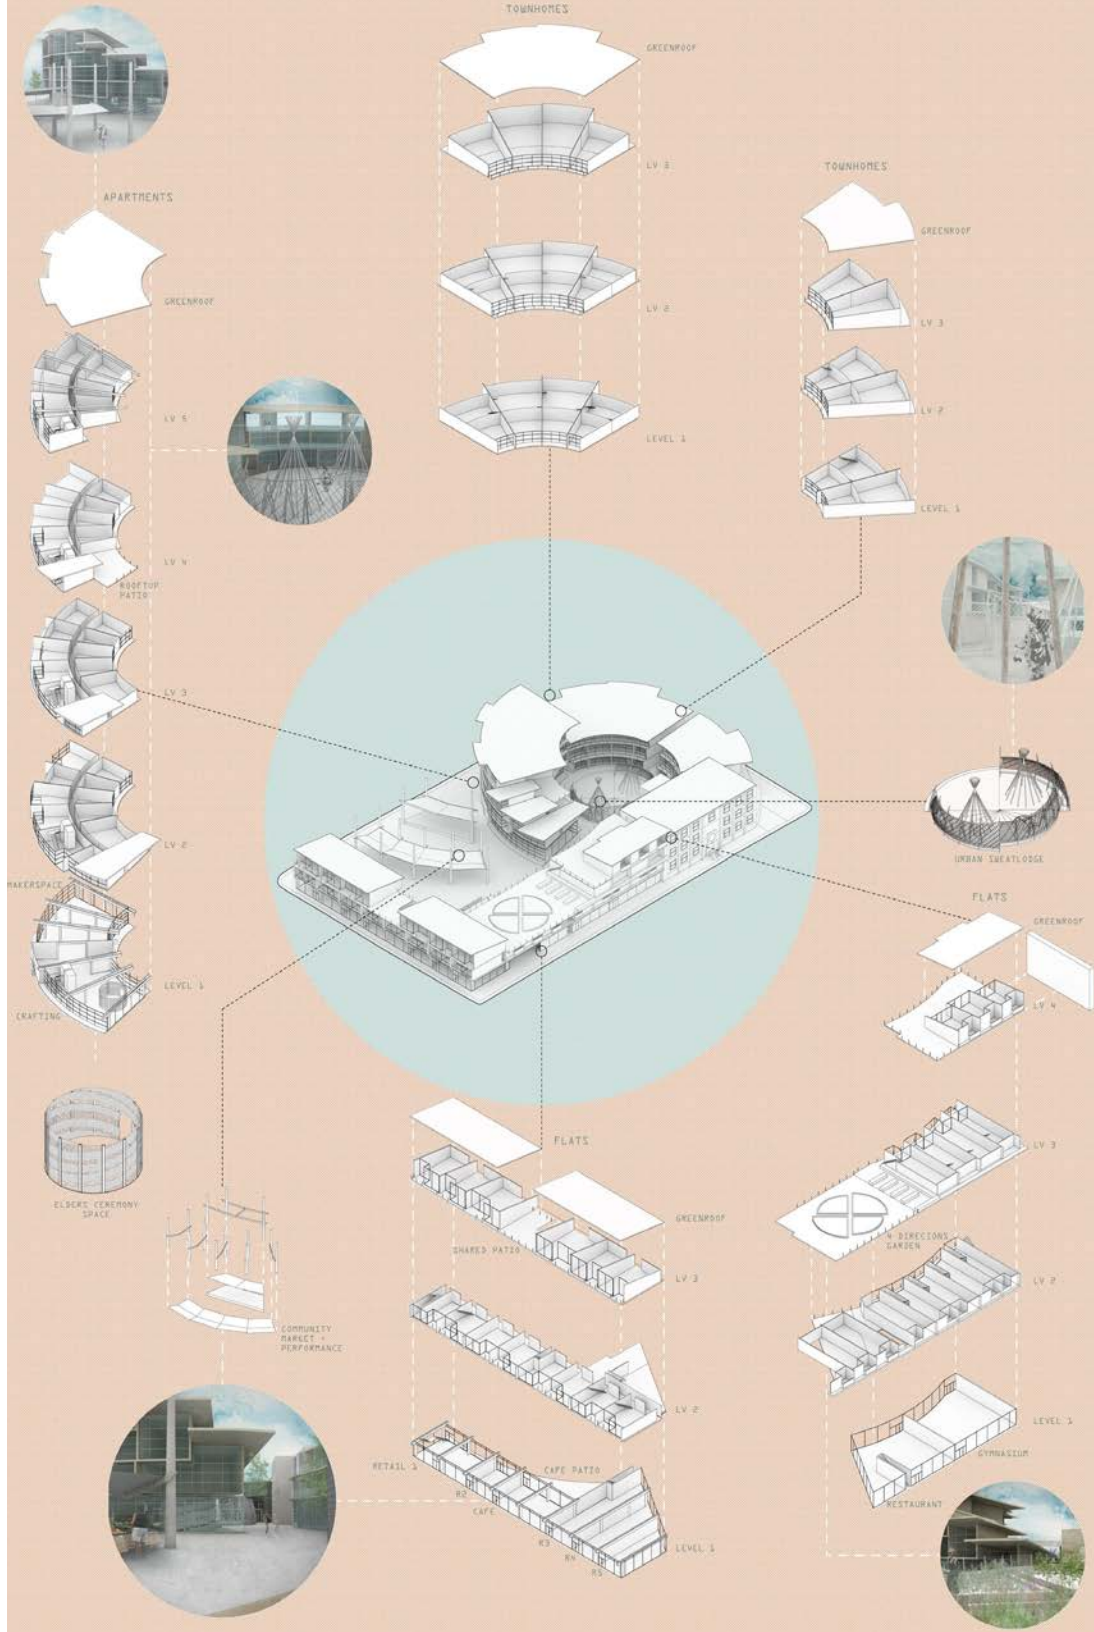 TOWNHOMES
GREENROOF
LV 3
LV 2
LEVEL 1
TOWNHOMES
GREENROOF
LV 3
LV 2
LEVEL 1
APARTMENTS
GREENROOF
LV 5
LV 4
ROOFTOP
PATIO
LV 3
LV 2
MAKERSPACE
LEVEL 1
CRAFTING
ELDERS CEREMONY
SPACE
URBAN SWEATLODGE
FLATS
GREENROOF
LV 4
LV 3
4 DIRECIONS
GARDEN
LV 2
LEVEL 1
GYMNASIUM
RESTAURANT
FLATS
GREENROOF
SHARED PATIO
LV 3
LV 2
RETAIL 1
CAFE PATIO
R2
CAFE
R3
R4
R5
LEVEL 1
COMMUNITY
MARKET +
PERFORMANCE